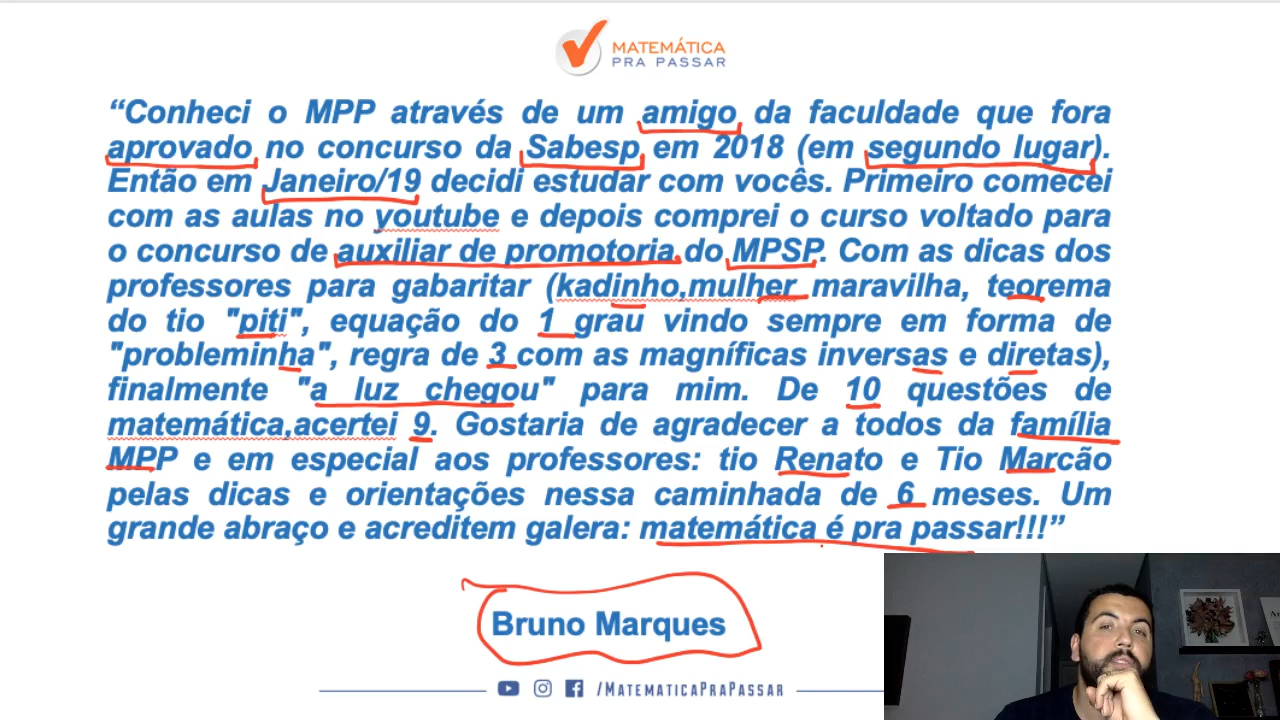 MATEMÁTICA
PRA PASSAR
“Conheci o MPP através de um amigo da faculdade que fora
aprovado no concurso da Sabesp em 2018 (em segundo lugar).
Então em Janeiro/19 decidi estudar com vocês. Primeiro comecei
com as aulas no youtube e depois comprei o curso voltado para
o concurso de auxiliar de promotoria do MPSP. Com as dicas dos
professores para gabaritar (kadinho,mulher maravilha, teorema
do tio "piti", equação do 1 grau vindo sempre em forma de
"probleminha", regra de 3 com as magníficas inversas e diretas),
finalmente "a luz chegou" para mim. De 10 questões de
matemática,acertei 9. Gostaria de agradecer a todos da família
MPP e em especial aos professores: tio Renato e Tio Marcão
pelas dicas e orientações nessa caminhada de 6 meses. Um
grande abraço e acreditem galera: matemática é pra passar!!!”
Bruno Marques
/MATEMATICAPRAPASSAR